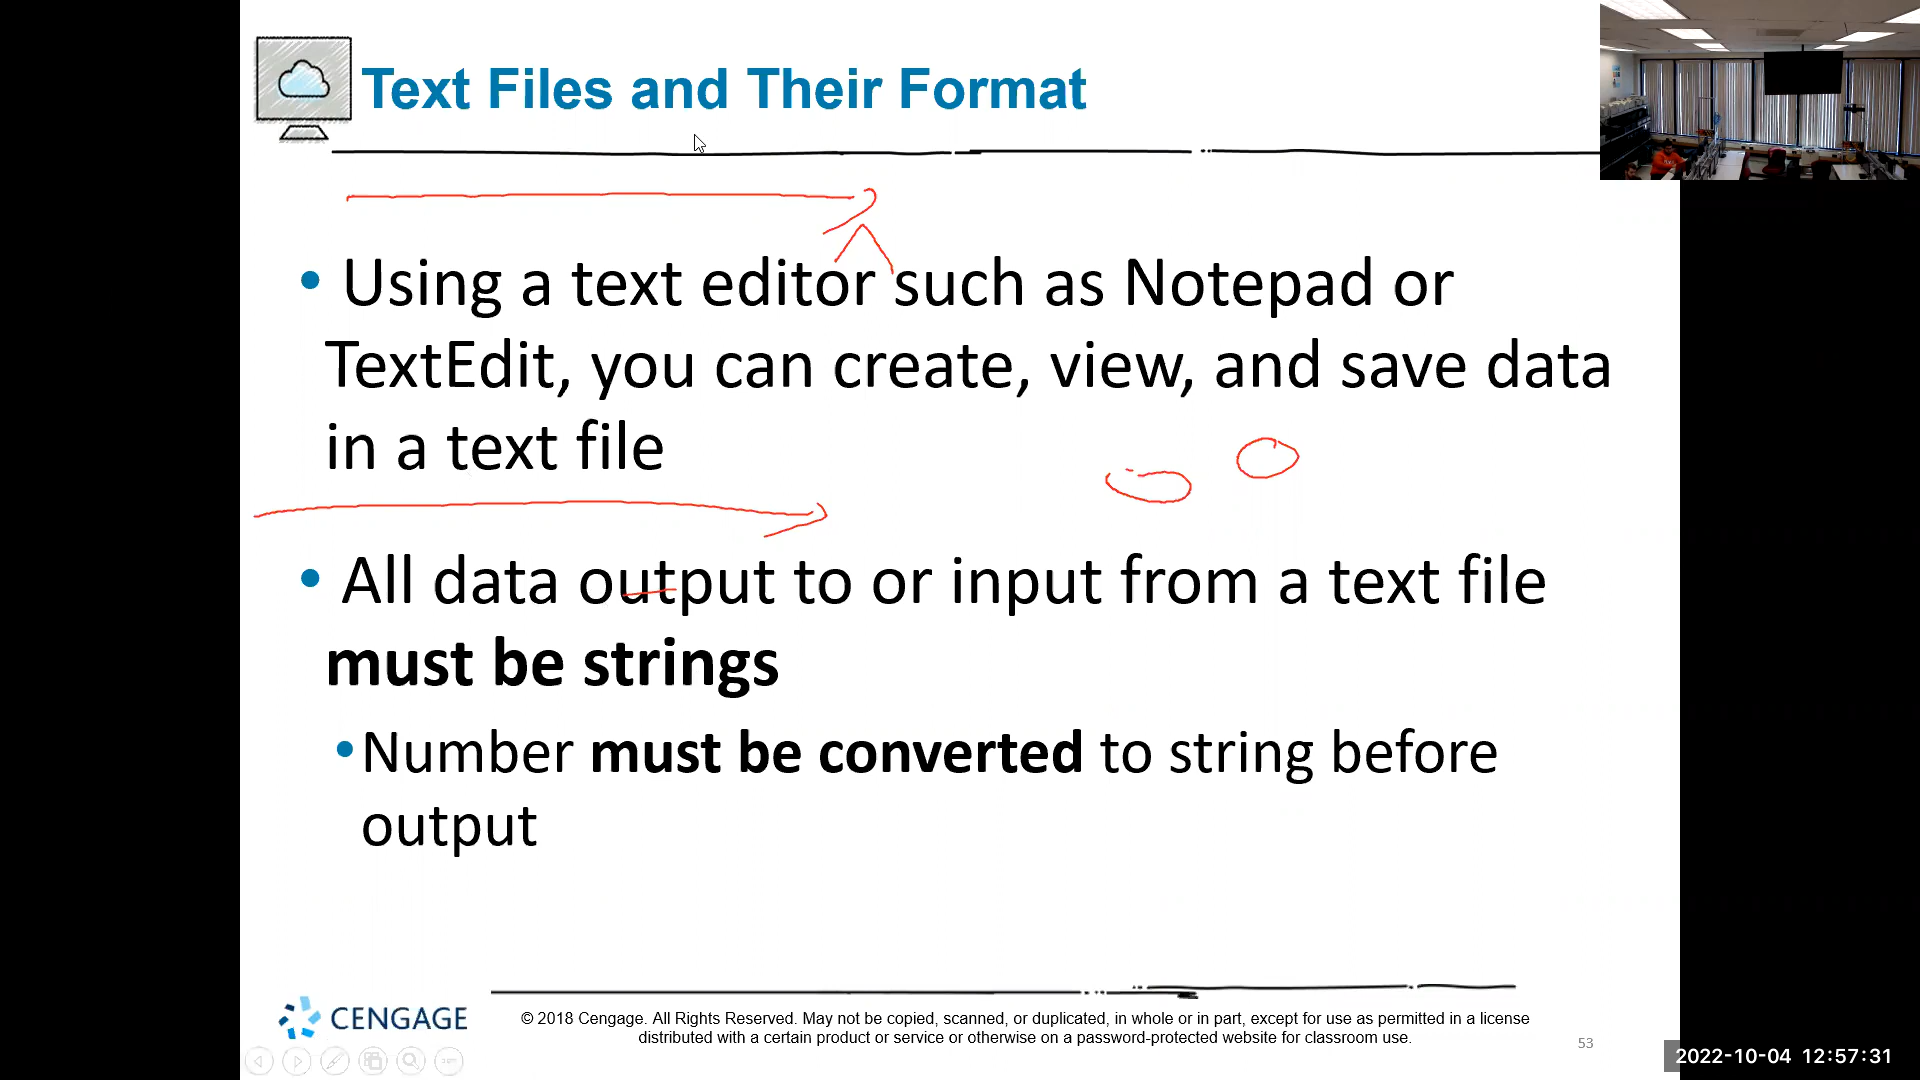 Text Files and Their Format
• Using a text editor such as Notepad or
TextEdit, you can create, view, and save data
in a text file
• All data output to or input from a text file
must be strings
• Number must be converted to string before
output
CENGAGE
© 2018 Cengage. All Rights Reserved. May not be copied, scanned, or duplicated, in whole or in part, except for use as permitted in a license
distributed with a certain product or service or otherwise on a password-protected website for classroom use.
53
2022-10-04 12:57:31